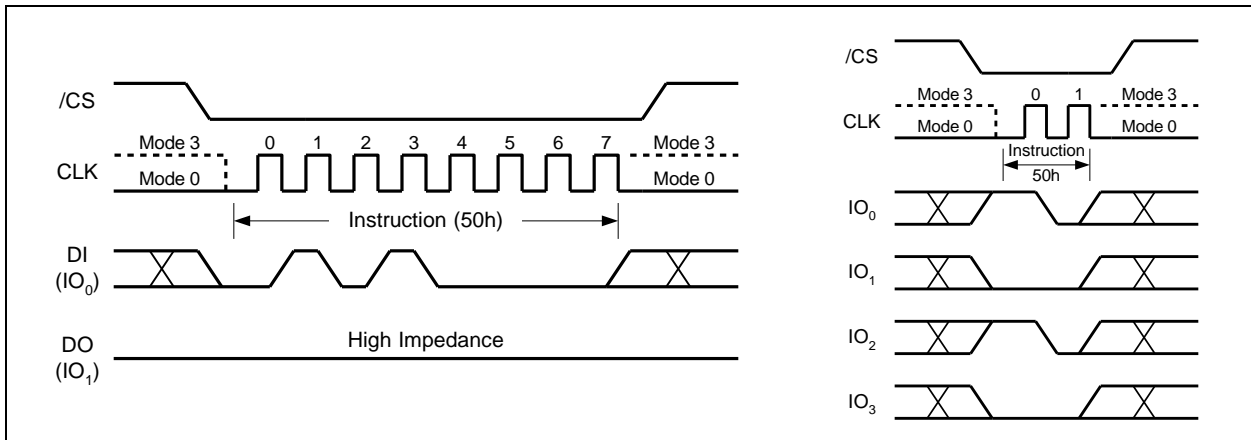 /CS
Mode 3 0 1 2 3 4 5 6 7 Mode 3
CLK
Mode 0 Mode 0
Instruction (50h)
DI
(IO0)
High Impedance
DO
(IO1)
/CS
Mode 3 0 1 Mode 3
CLK
Mode 0 Mode 0
Instruction
50h
IO0
IO1
IO2
IO3